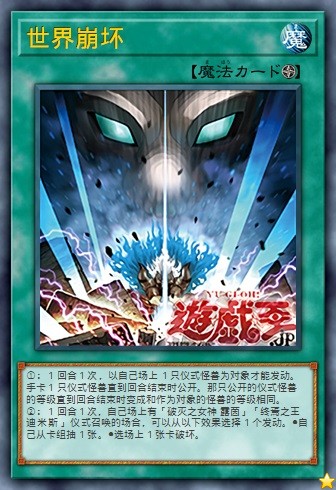 世界崩坏
魔
【魔法カード】
YU-GI-OH!
遊戯王
.JP
①：1回合1次，以自己场上1只仪式怪兽为对象才能发动。
手卡1只仪式怪兽直到回合结束时公开。那只公开的仪式怪兽
的等级直到回合结束时变成和作为对象的怪兽的等级相同。
②：1回合1次，自己场上有「破灭之女神 露茵」「终焉之王
迪米斯」仪式召唤的场合，可以从以下效果选择1个发动。●自
己从卡组抽1张。●选场上1张卡破坏。